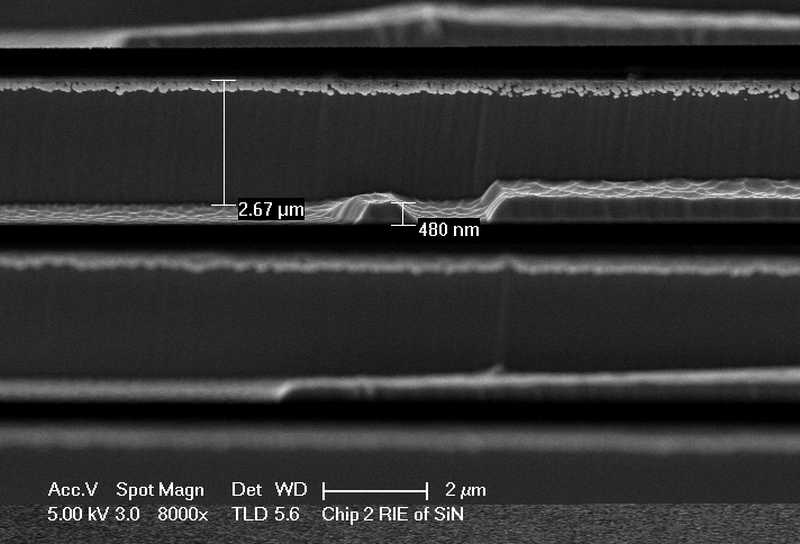 2.67 µm
480 nm
Acc.V Spot Magn Det WD 2 µm
5.00 kV 3.0 8000x TLD 5.6 Chip 2 RIE of SiN